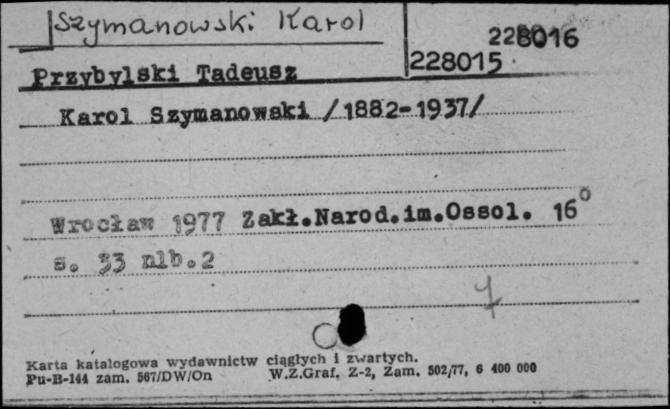 Szymanowski Karol
228016
228015
Przybylski Tadeusz
Karol Szymanowski /1882-1937/
Wrocław 1977 Zakł.Narod.im.Ossol. 16°
s. 33 nlb.2
Karta katalogowa wydawnictw ciągłych i zwartych.
Pu-B-144 zam. 567/DW/On W.Z.Graf. Z-2, Zam. 502/77, 6 400 000